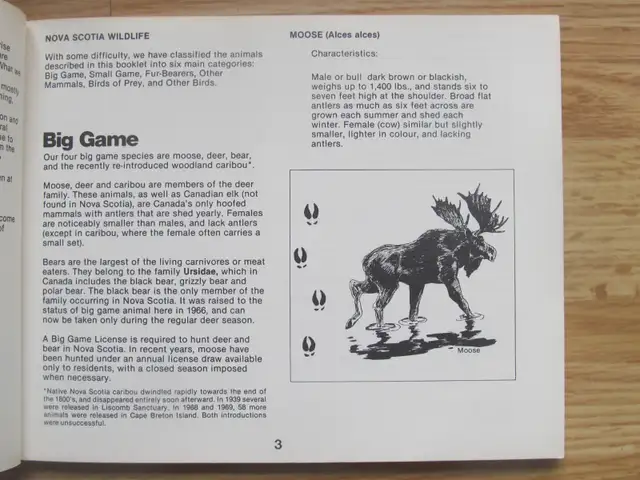 ise
are
What we
mostly
ming,
on and
ral
se to
n the
n at
come
of
NOVA SCOTIA WILDLIFE
With some difficulty, we have classified the animals
described in this booklet into six main categories:
Big Game, Small Game, Fur-Bearers, Other
Mammals, Birds of Prey, and Other Birds.
Big Game
Our four big game species are moose, deer, bear,
and the recently re-introduced woodland caribou*.
Moose, deer and caribou are members of the deer
family. These animals, as well as Canadian elk (not
found in Nova Scotia), are Canada's only hoofed
mammals with antlers that are shed yearly. Females
are noticeably smaller than males, and lack antlers
(except in caribou, where the female often carries a
small set).
Bears are the largest of the living carnivores or meat
eaters. They belong to the family Ursidae, which in
Canada includes the black bear, grizzly bear and
polar bear. The black bear is the only member of the
family occurring in Nova Scotia. It was raised to the
status of big game animal here in 1966, and can
now be taken only during the regular deer season.
A Big Game License is required to hunt deer and
bear in Nova Scotia. In recent years, moose have
been hunted under an annual license draw available
only to residents, with a closed season imposed
when necessary.
*Native Nova Scotia caribou dwindled rapidly towards the end of
the 1800's, and disappeared entirely soon afterward. In 1939 several
were released in Liscomb Sanctuary. In 1968 and 1969, 58 more
animals were released in Cape Breton Island. Both introductions
were unsuccessful.
MOOSE (Alces alces)
Characteristics:
Male or bull dark brown or blackish,
weighs up to 1,400 lbs., and stands six to
seven feet high at the shoulder. Broad flat
antlers as much as six feet across are
grown each summer and shed each
winter. Female (cow) similar but slightly
smaller, lighter in colour, and lacking
antlers.
Moose
3